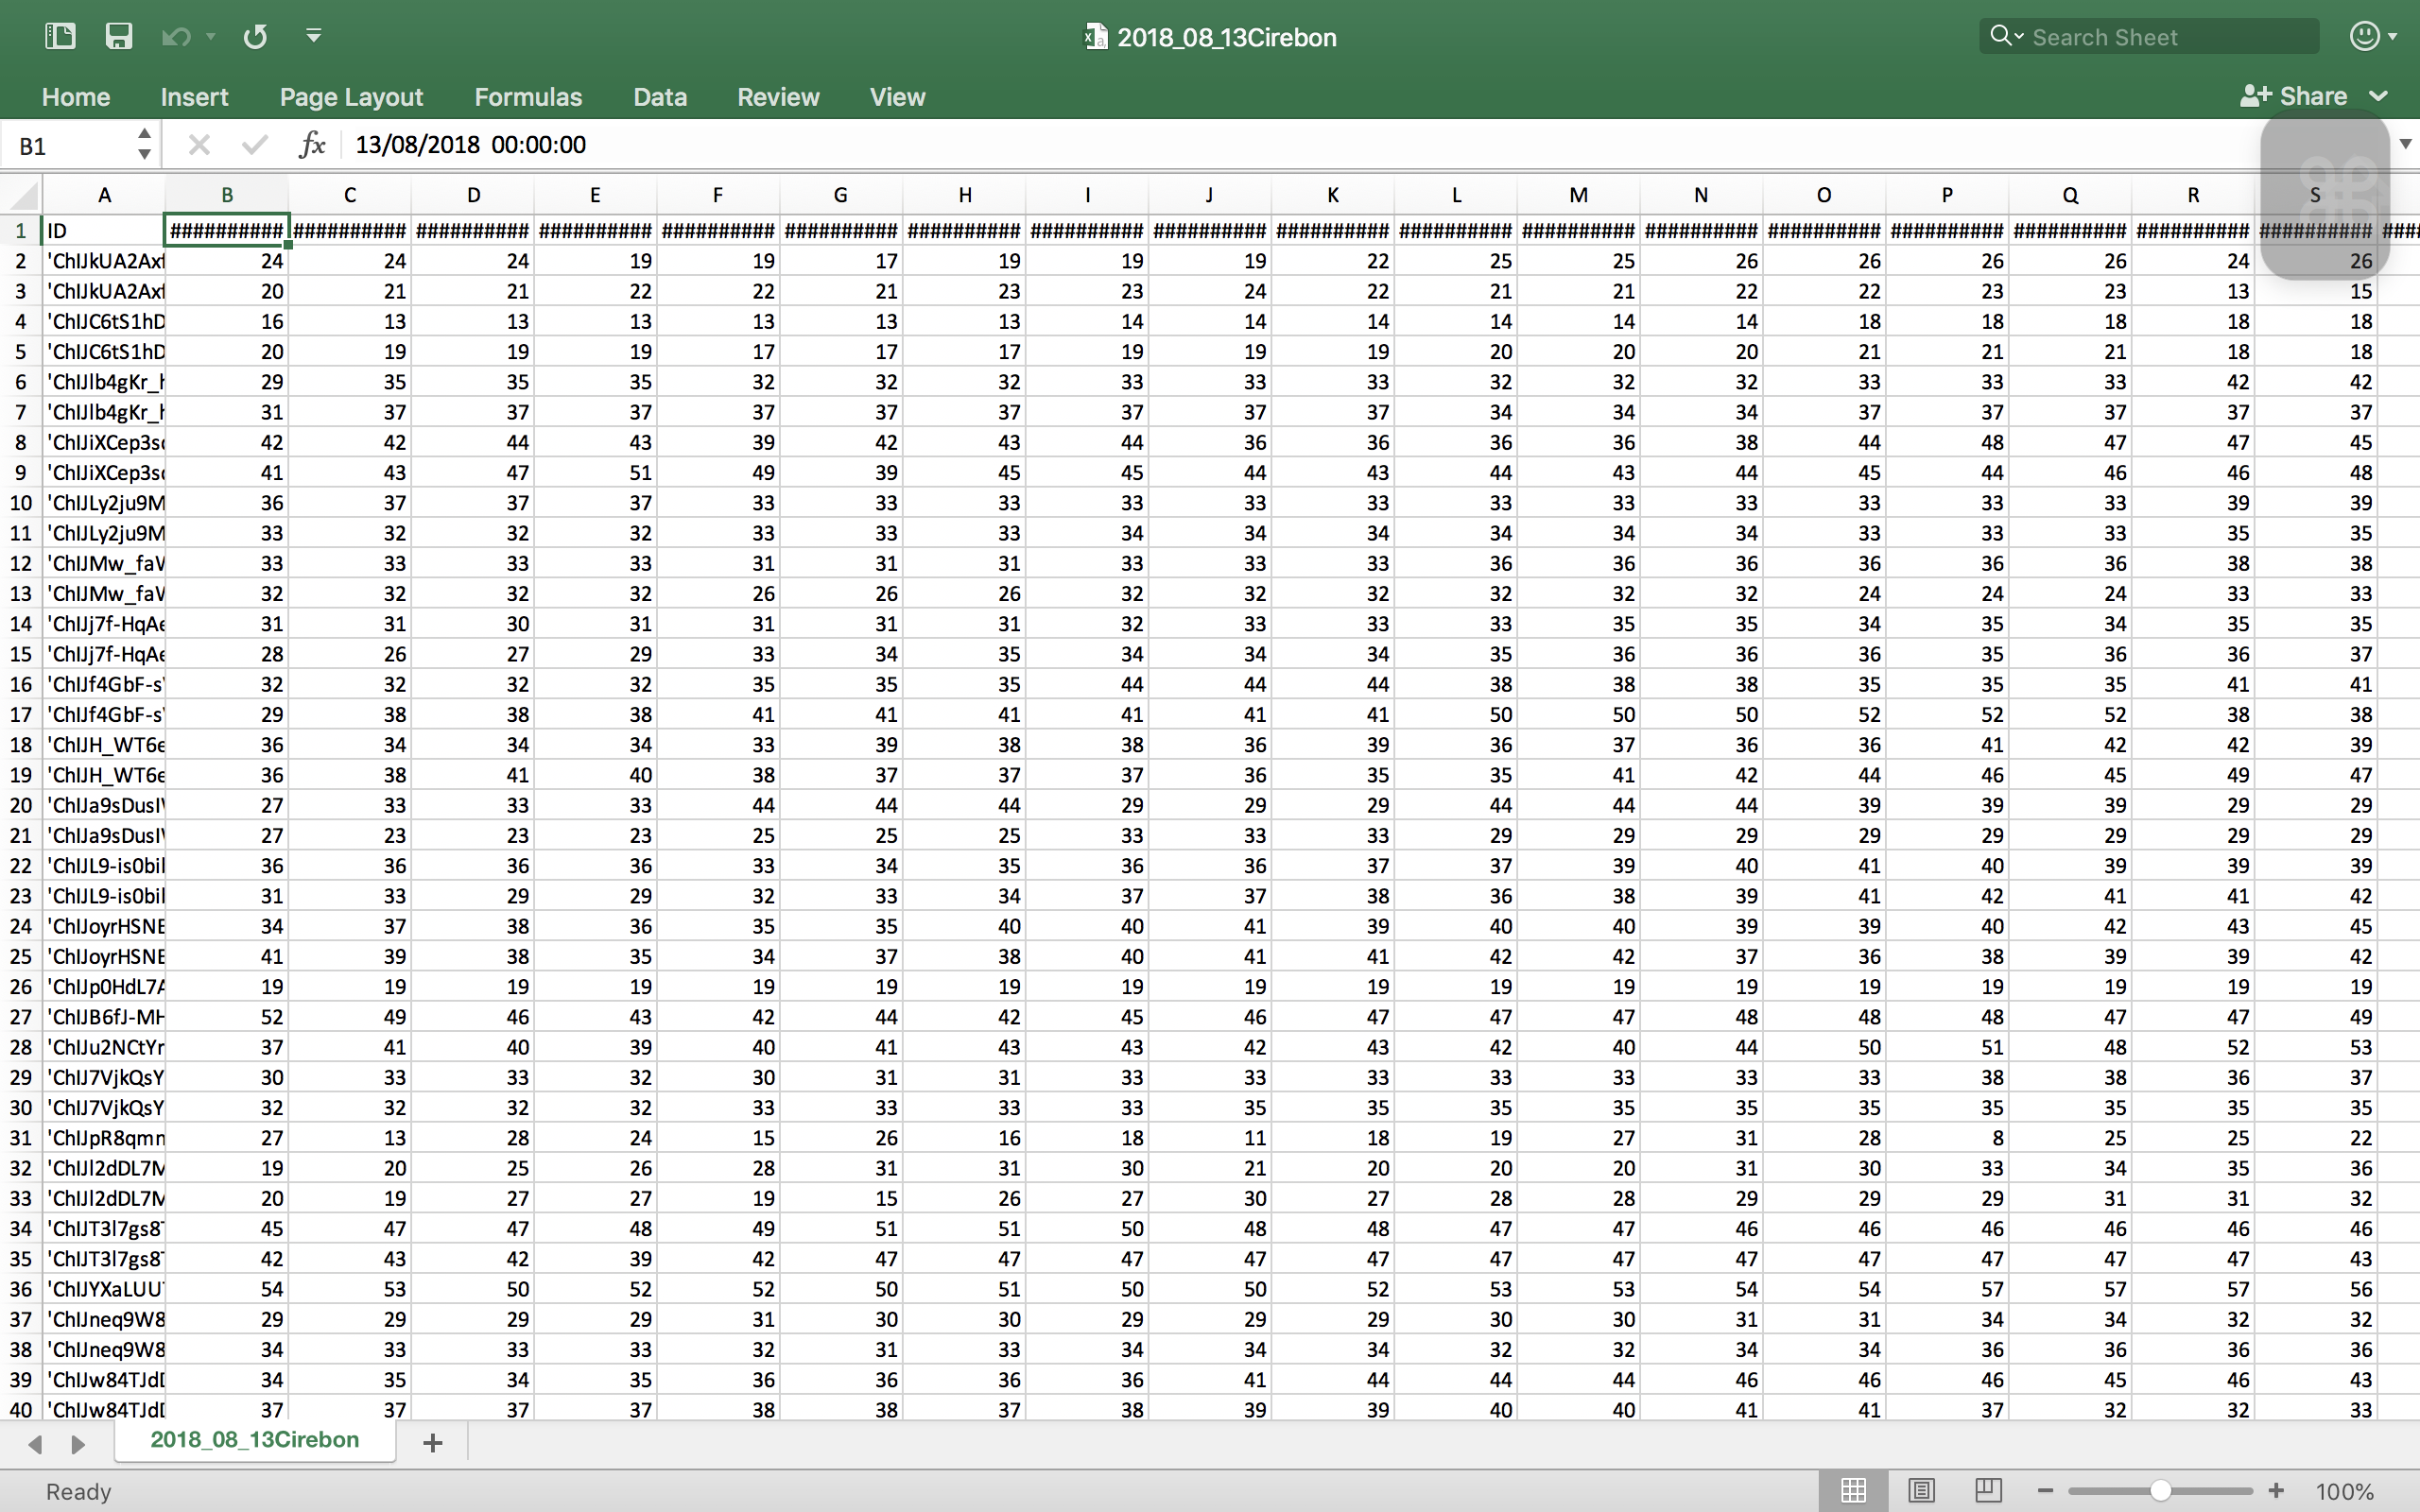 2018_08_13Cirebon
Search Sheet
Home Insert Page Layout Formulas Data Review View Share
B1 fx 13/08/2018 00:00:00
A B C D E F G H I J K L M N O P Q R S
1 ID ########## ########## ########## ########## ########## ########## ########## ########## ########## ########## ########## ########## ########## ########## ########## ########## ########## ########## ####
2 'ChIJkUA2Axf 24 24 24 19 19 17 19 19 19 22 25 25 26 26 26 26 24 26
3 'ChIJkUA2Axf 20 21 21 22 22 21 23 23 24 22 21 21 22 22 23 23 13 15
4 'ChIJC6tS1hD 16 13 13 13 13 13 13 14 14 14 14 14 14 18 18 18 18 18
5 'ChIJC6tS1hD 20 19 19 19 17 17 17 19 19 19 20 20 20 21 21 21 18 18
6 'ChIJlb4gKr_h 29 35 35 35 32 32 32 33 33 33 32 32 32 33 33 33 42 42
7 'ChIJlb4gKr_h 31 37 37 37 37 37 37 37 37 37 34 34 34 37 37 37 37 37
8 'ChIJiXCep3so 42 42 44 43 39 42 43 44 36 36 36 36 38 44 48 47 47 45
9 'ChIJiXCep3so 41 43 47 51 49 39 45 45 44 43 44 43 44 45 44 46 46 48
10 'ChIJLy2ju9M 36 37 37 37 33 33 33 33 33 33 33 33 33 33 33 33 39 39
11 'ChIJLy2ju9M 33 32 32 32 33 33 33 34 34 34 34 34 34 33 33 33 35 35
12 'ChIJMw_faV 33 33 33 33 31 31 31 33 33 33 36 36 36 36 36 36 38 38
13 'ChIJMw_faV 32 32 32 32 26 26 26 32 32 32 32 32 32 24 24 24 33 33
14 'ChIJj7f-HqAe 31 31 30 31 31 31 31 32 33 33 33 35 35 34 35 34 35 35
15 'ChIJj7f-HqAe 28 26 27 29 33 34 35 34 34 34 35 36 36 36 35 36 36 37
16 'ChIJf4GbF-s' 32 32 32 32 35 35 35 44 44 44 38 38 38 35 35 35 41 41
17 'ChIJf4GbF-s' 29 38 38 38 41 41 41 41 41 41 50 50 50 52 52 52 38 38
18 'ChIJH_WT6e 36 34 34 34 33 39 38 38 36 39 36 37 36 36 41 42 42 39
19 'ChIJH_WT6e 36 38 41 40 38 37 37 37 36 35 35 41 42 44 46 45 49 47
20 'ChIJa9sDusI 27 33 33 33 44 44 44 29 29 29 44 44 44 39 39 39 29 29
21 'ChIJa9sDusI 27 23 23 23 25 25 25 33 33 33 29 29 29 29 29 29 29 29
22 'ChIJL9-is0bil 36 36 36 36 33 34 35 36 36 37 37 39 40 41 40 39 39 39
23 'ChIJL9-is0bil 31 33 29 29 32 33 34 37 37 38 36 38 39 41 42 41 41 42
24 'ChIJoyrHSNE 34 37 38 36 35 35 40 40 41 39 40 40 39 39 40 42 43 45
25 'ChIJoyrHSNE 41 39 38 35 34 37 38 40 41 41 42 42 37 36 38 39 39 42
26 'ChIJp0HdL7A 19 19 19 19 19 19 19 19 19 19 19 19 19 19 19 19 19 19
27 'ChIJB6fJ-MH 52 49 46 43 42 44 42 45 46 47 47 47 48 48 48 47 47 49
28 'ChIJu2NCtYr 37 41 40 39 40 41 43 43 42 43 42 40 44 50 51 48 52 53
29 'ChIJ7VjkQsY 30 33 33 32 30 31 31 33 33 33 33 33 33 33 38 38 36 37
30 'ChIJ7VjkQsY 32 32 32 32 33 33 33 33 35 35 35 35 35 35 35 35 35 35
31 'ChIJpR8qmn 27 13 28 24 15 26 16 18 11 18 19 27 31 28 8 25 25 22
32 'ChIJl2dDL7M 19 20 25 26 28 31 31 30 21 20 20 20 31 30 33 34 35 36
33 'ChIJl2dDL7M 20 19 27 27 19 15 26 27 30 27 28 28 29 29 29 31 31 32
34 'ChIJT3l7gs8 45 47 47 48 49 51 51 50 48 48 47 47 46 46 46 46 46 46
35 'ChIJT3l7gs8 42 43 42 39 42 47 47 47 47 47 47 47 47 47 47 47 47 43
36 'ChIJYXaLUU 54 53 50 52 52 50 51 50 50 52 53 53 54 54 57 57 57 56
37 'ChIJneq9W8 29 29 29 29 31 30 30 29 29 29 30 30 31 31 34 34 32 32
38 'ChIJneq9W8 34 33 33 33 32 31 33 34 34 34 32 32 34 34 36 36 36 36
39 'ChIJw84TJd 34 35 34 35 36 36 36 36 41 44 44 44 46 46 46 45 46 43
40 'ChIJw84TJd 37 37 37 37 38 38 37 38 39 39 40 40 41 41 37 32 32 33
2018_08_13Cirebon
Ready 100%